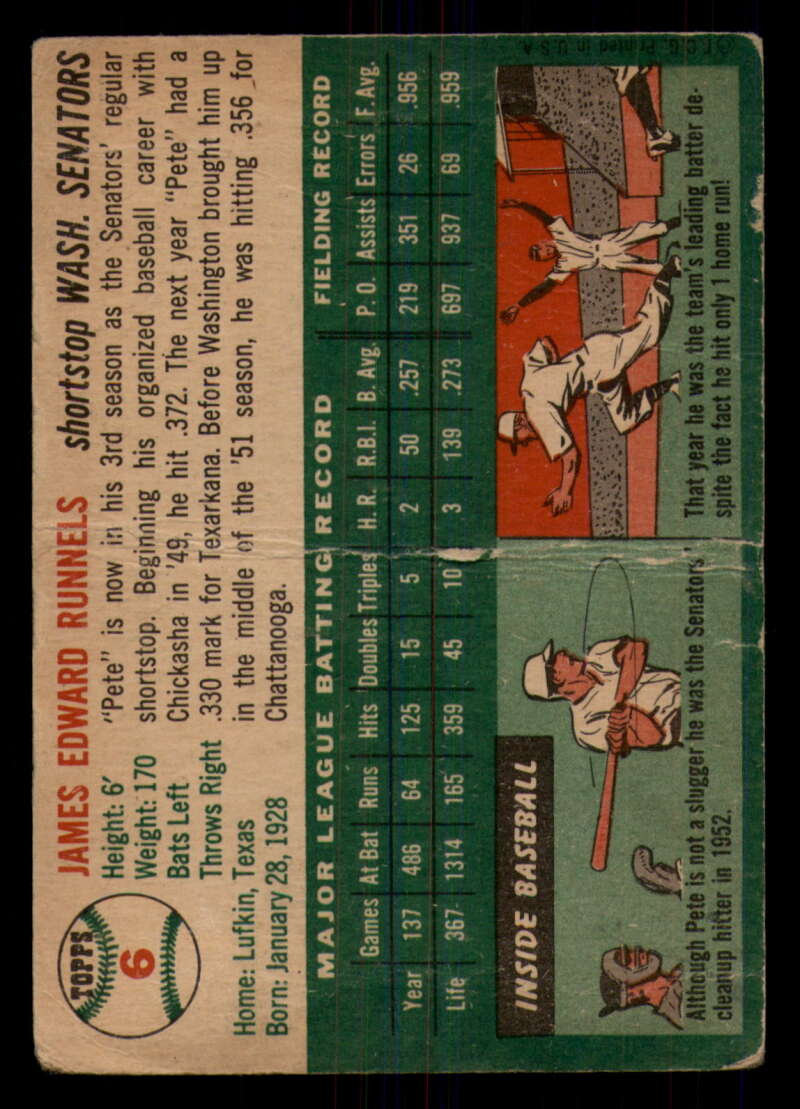 TOPPS
6
JAMES EDWARD RUNNELS shortstop WASH. SENATORS
Height: 6'
Weight: 170
Bats Left
Throws Right
Home: Lufkin, Texas
Born: January 28, 1928
"Pete" is now in his 3rd season as the Senators' regular
shortstop. Beginning his organized baseball career with
Chickasha in '49, he hit .372. The next year "Pete" had a
.330 mark for Texarkana. Before Washington brought him up
in the middle of the '51 season, he was hitting .356 for
Chattanooga.
MAJOR LEAGUE BATTING RECORD FIELDING RECORD
Games At Bat Runs Hits Doubles Triples H. R. R.B.I. B. Avg. P. O. Assists Errors F. Avg.
Year 137 486 64 125 15 5 2 50 .257 219 351 26 .956
Life 367 1314 165 359 45 10 3 139 .273 697 937 69 .959
INSIDE BASEBALL
Although Pete is not a slugger he was the Senators'
cleanup hitter in 1952.
That year he was the team's leading batter de-
spite the fact he hit only 1 home run!
© T. C. G. Printed in U. S. A.